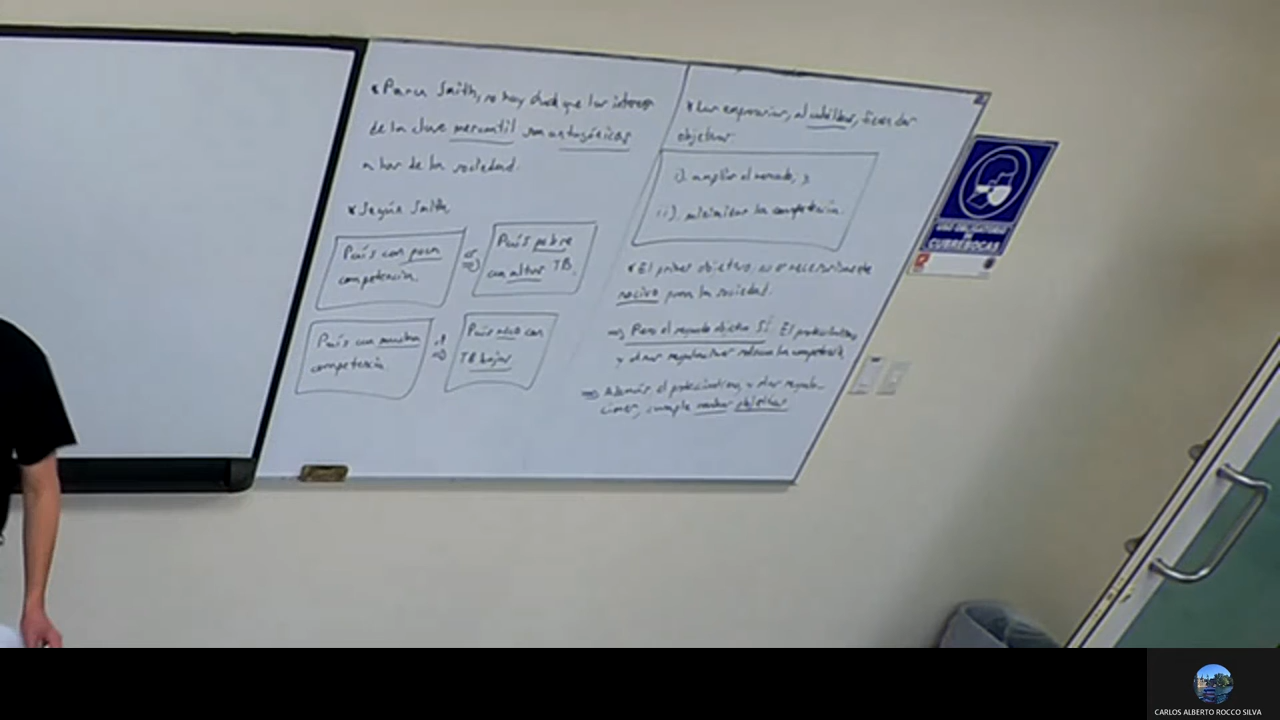 * Para Smith, no hay duda que los intereses
de la clase mercantil son antagónicos
a los de la sociedad.
* Según Smith,
País con poca
competencia.
⇒
País pobre
con altas TB.
País con mucha
competencia
⇒
País rico con
TB bajas.
* Los empresarios, al cabildear, tienen dos
objetivos:
i). ampliar el mercado, y
ii). minimizar la competencia.
* El primer objetivo, no es necesariamente
nocivo para la sociedad.
⇒ Pero el segundo objetivo SÍ. El proteccionismo
y otras regulaciones reducen la competencia,
⇒ Además, el proteccionismo, y otras regula-
ciones, cumple muchos objetivos
USO OBLIGATORIO
DE
CUBREBOCAS
CARLOS ALBERTO ROCCO SILVA